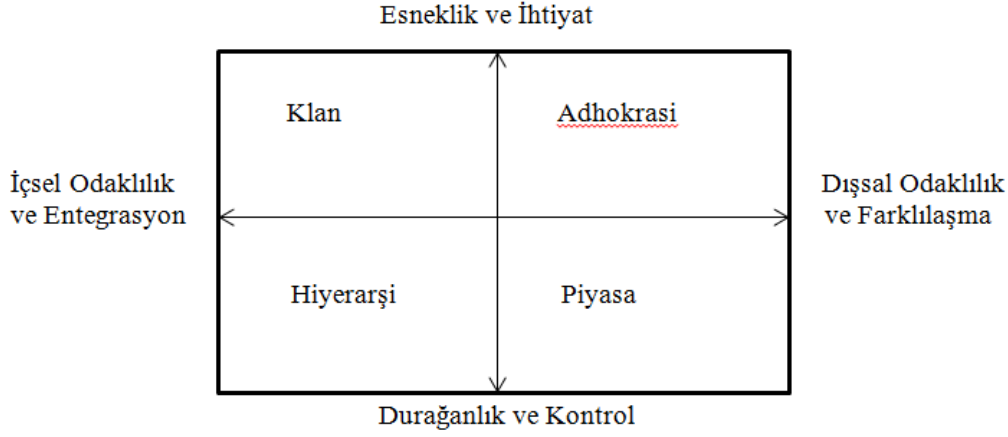 Esneklik ve İhtiyat
Klan
Adhokrasi
İçsel Odaklılık
ve Entegrasyon
Dışsal Odaklılık
ve Farklılaşma
Hiyerarşi
Piyasa
Durağanlık ve Kontrol